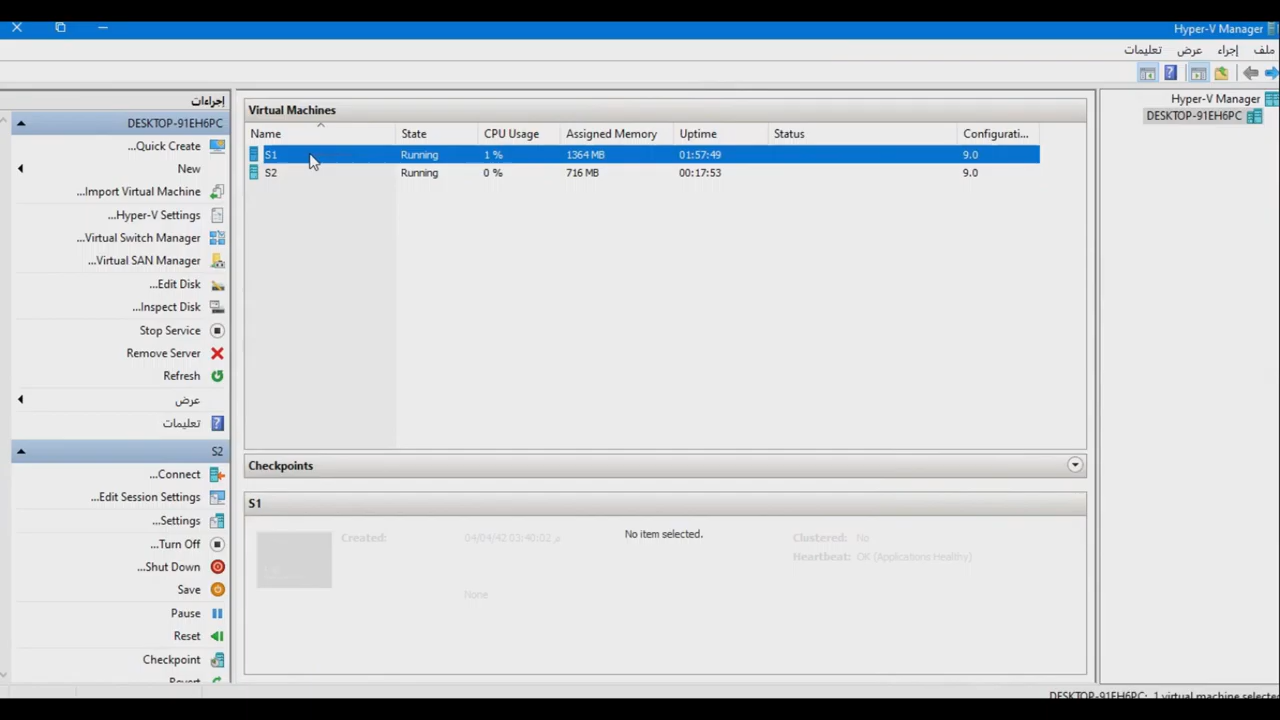 Hyper-V Manager
ملف إجراء عرض تعليمات
Hyper-V Manager
DESKTOP-91EH6PC
Virtual Machines
Name State CPU Usage Assigned Memory Uptime Status Configurati...
S1 Running 1 % 1364 MB 01:57:49 9.0
S2 Running 0 % 716 MB 00:17:53 9.0
Checkpoints
S1
No item selected.
Created: 04/04/42 03:40:02 م
Clustered: No
Heartbeat: OK (Applications Healthy)
None
إجراءات
DESKTOP-91EH6PC
...Quick Create
New
...Import Virtual Machine
...Hyper-V Settings
...Virtual Switch Manager
...Virtual SAN Manager
...Edit Disk
...Inspect Disk
Stop Service
Remove Server
Refresh
عرض
تعليمات
S2
...Connect
...Edit Session Settings
...Settings
...Turn Off
...Shut Down
Save
Pause
Reset
Checkpoint
Revert
DESKTOP-91EH6PC: 1 virtual machine selected